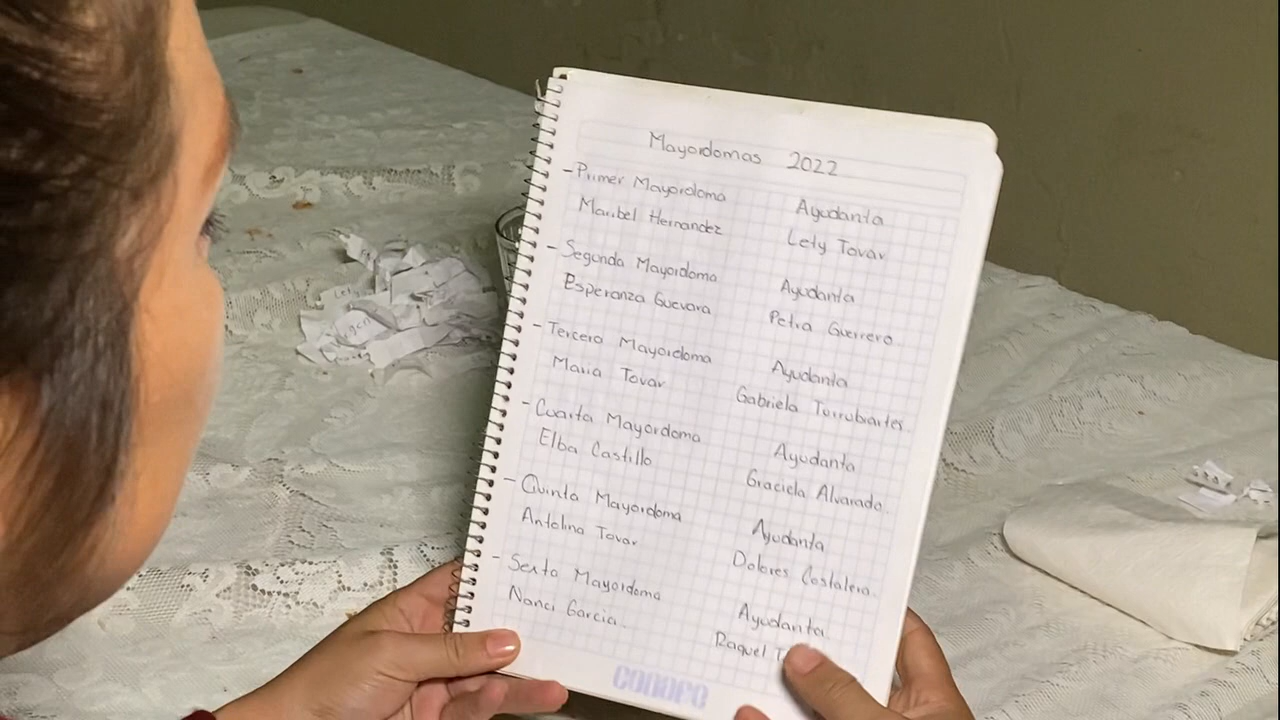 Mayordomas 2022
- Primer Mayordoma Ayudanta
Maribel Hernandez Lety Tovar
- Segunda Mayordoma Ayudanta
Esperanza Guevara Petra Guerrero
- Tercera Mayordoma Ayudanta
Maria Tovar Gabriela Torrubiartes
- Cuarta Mayordoma Ayudanta
Elba Castillo Graciela Alvarado
- Quinta Mayordoma Ayudanta
Antolina Tovar Dolores Costalera
- Sexta Mayordoma Ayudanta
Nanci Garcia Raquel